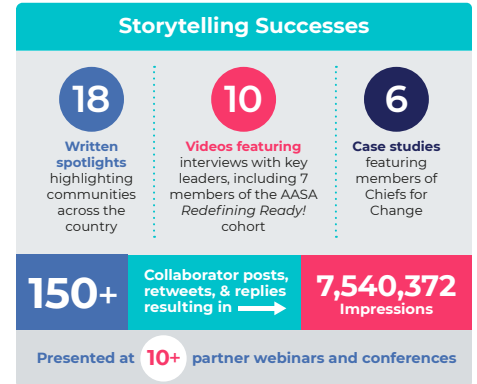 Storytelling Successes
18
Written
spotlights
highlighting
communities
across the
country
10
Videos featuring
interviews with key
leaders, including 7
members of the AASA
Redefining Ready!
cohort
6
Case studies
featuring
members of
Chiefs for
Change
150+
Collaborator posts,
retweets, & replies
resulting in
7,540,372
Impressions
Presented at 10+ partner webinars and conferences